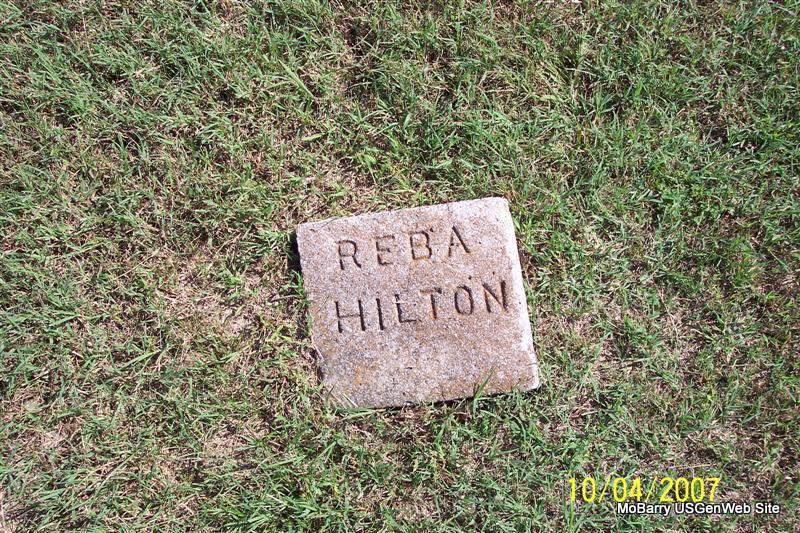 REBA
HILTON
10/04/2007
MoBarry USGenWeb Site